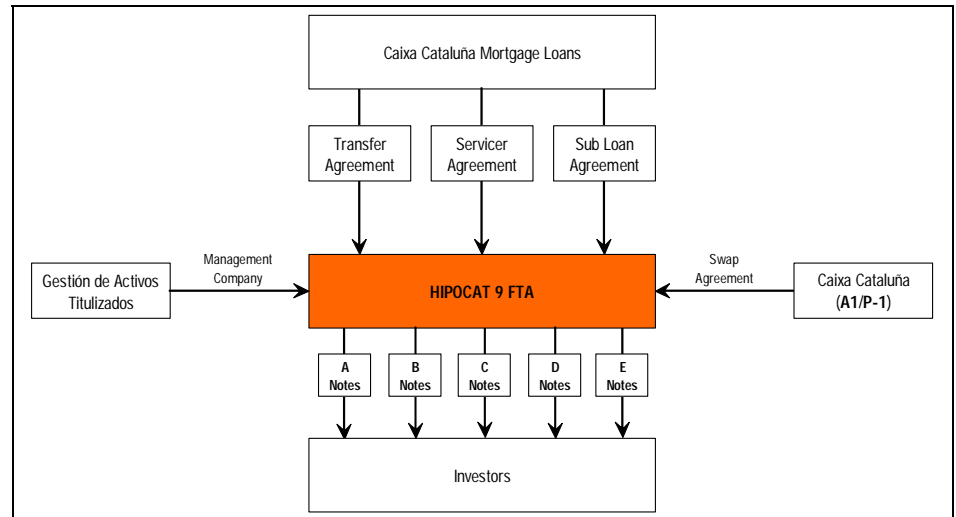 Caixa Cataluña Mortgage Loans
Transfer
Agreement
Servicer
Agreement
Sub Loan
Agreement
Gestión de Activos
Titulizados
Management
Company
HIPOCAT 9 FTA
Swap
Agreement
Caixa Cataluña
(A1/P-1)
A
Notes
B
Notes
C
Notes
D
Notes
E
Notes
Investors